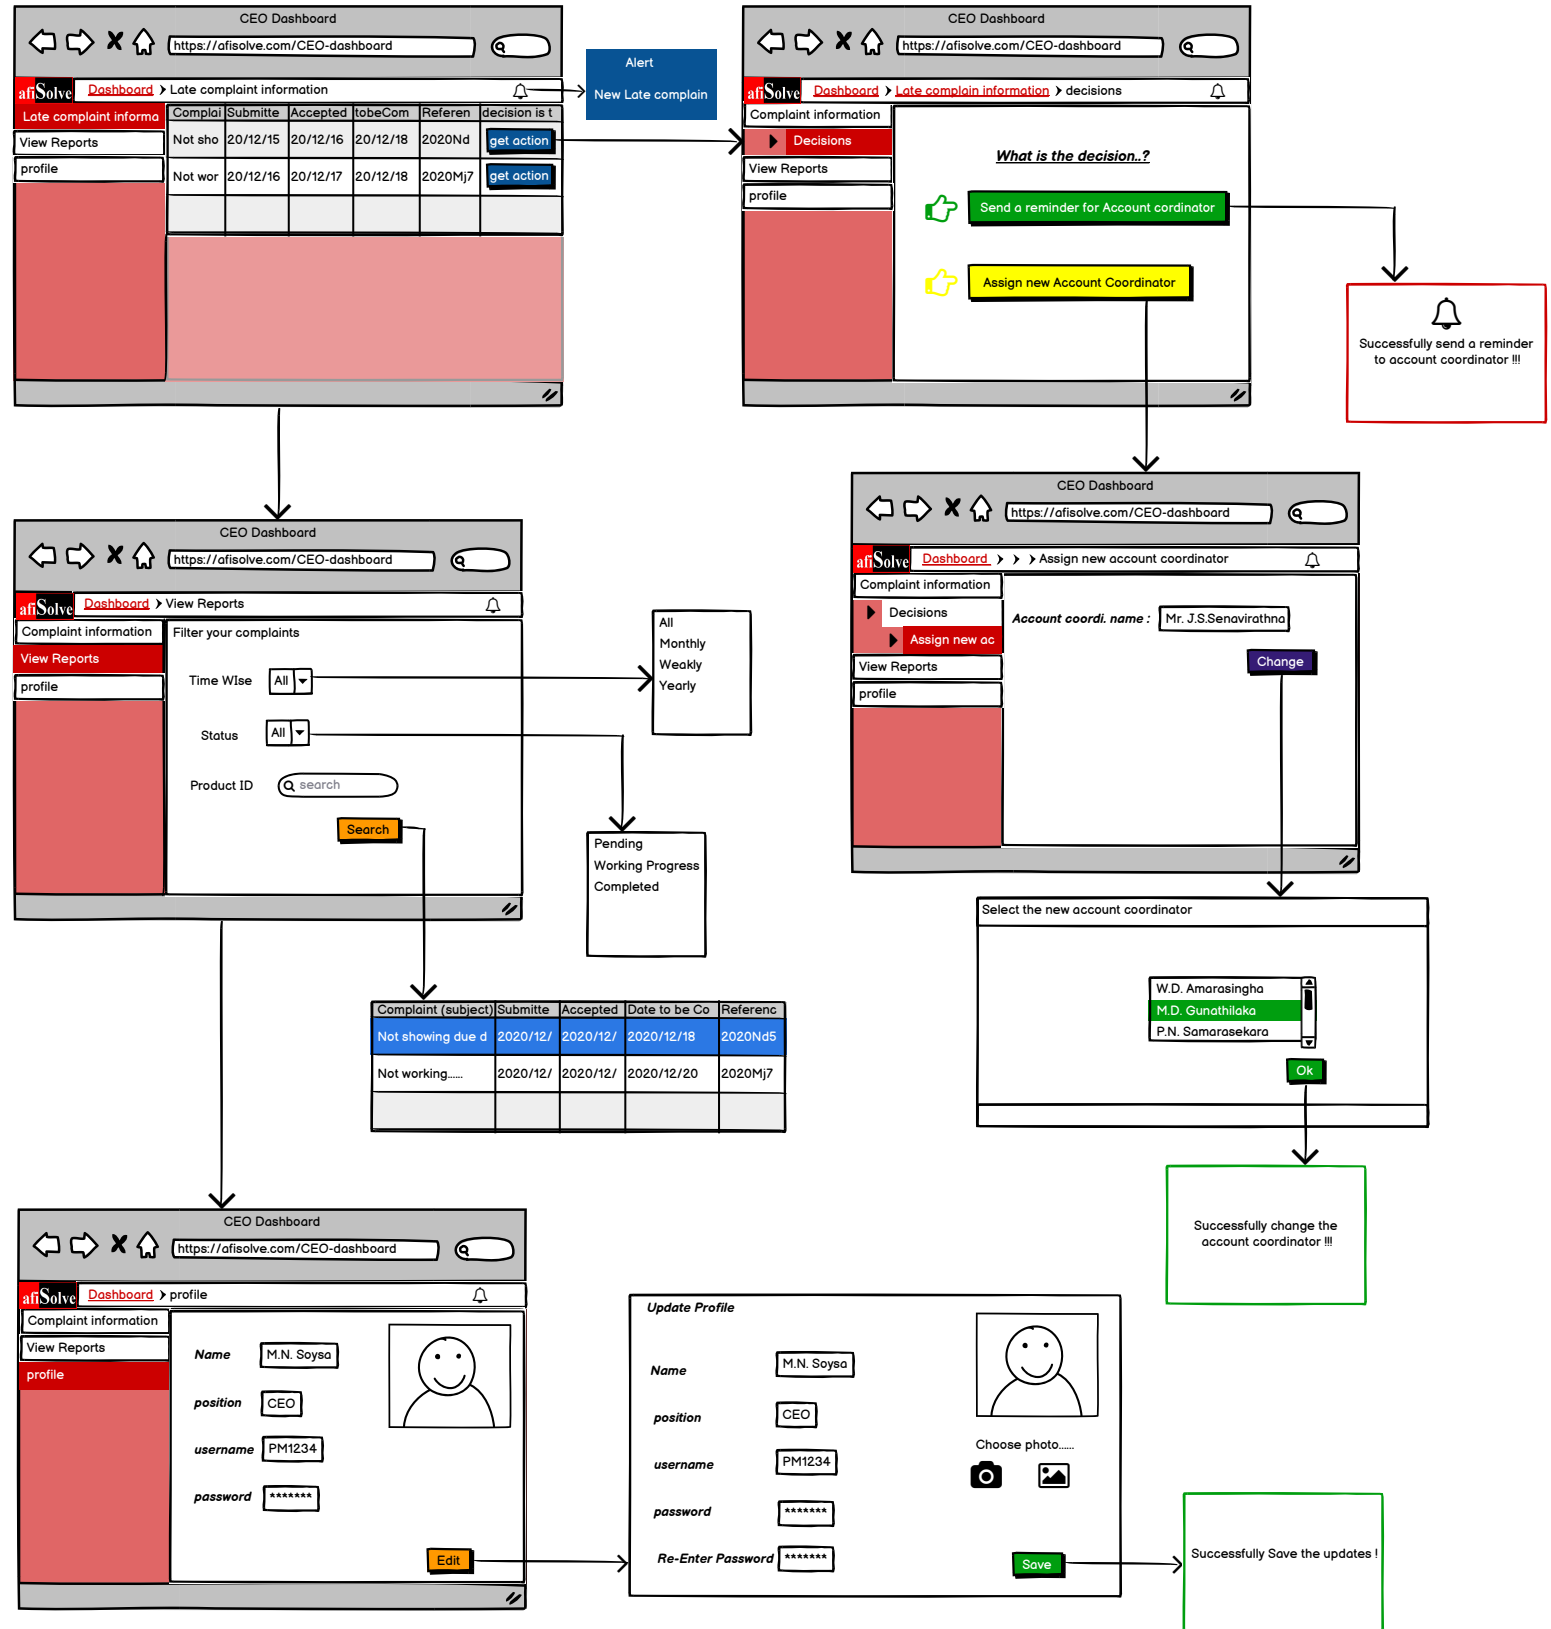 CEO Dashboard
https://afisolve.com/CEO-dashboard
afiSolve
Dashboard
Late complaint information
Late complaint informa
View Reports
profile
Complai Submitte Accepted tobeCom Referen decision is t
Not sho 20/12/15 20/12/16 20/12/18 2020Nd get action
Not wor 20/12/16 20/12/17 20/12/18 2020Mj7 get action
Alert
New Late complain
CEO Dashboard
https://afisolve.com/CEO-dashboard
afiSolve
Dashboard Late complain information decisions
Complaint information
Decisions
View Reports
profile
What is the decision..?
Send a reminder for Account cordinator
Assign new Account Coordinator
Successfully send a reminder
to account coordinator !!!
CEO Dashboard
https://afisolve.com/CEO-dashboard
afiSolve
Dashboard View Reports
Complaint information
View Reports
profile
Filter your complaints
Time WIse All
Status All
Product ID search
Search
All
Monthly
Weakly
Yearly
Pending
Working Progress
Completed
Complaint (subject) Submitte Accepted Date to be Co Referenc
Not showing due d 2020/12/ 2020/12/ 2020/12/18 2020Nd5
Not working...... 2020/12/ 2020/12/ 2020/12/20 2020Mj7
CEO Dashboard
https://afisolve.com/CEO-dashboard
afiSolve
Dashboard Assign new account coordinator
Complaint information
Decisions
Assign new ac
View Reports
profile
Account coordi. name : Mr. J.S.Senavirathna
Change
Select the new account coordinator
W.D. Amarasingha
M.D. Gunathilaka
P.N. Samarasekara
Ok
Successfully change the
account coordinator !!!
CEO Dashboard
https://afisolve.com/CEO-dashboard
afiSolve
Dashboard profile
Complaint information
View Reports
profile
Name M.N. Soysa
position CEO
username PM1234
password *******
Edit
Update Profile
Name M.N. Soysa
position CEO
username PM1234
password *******
Re-Enter Password *******
Choose photo......
Save
Successfully Save the updates !